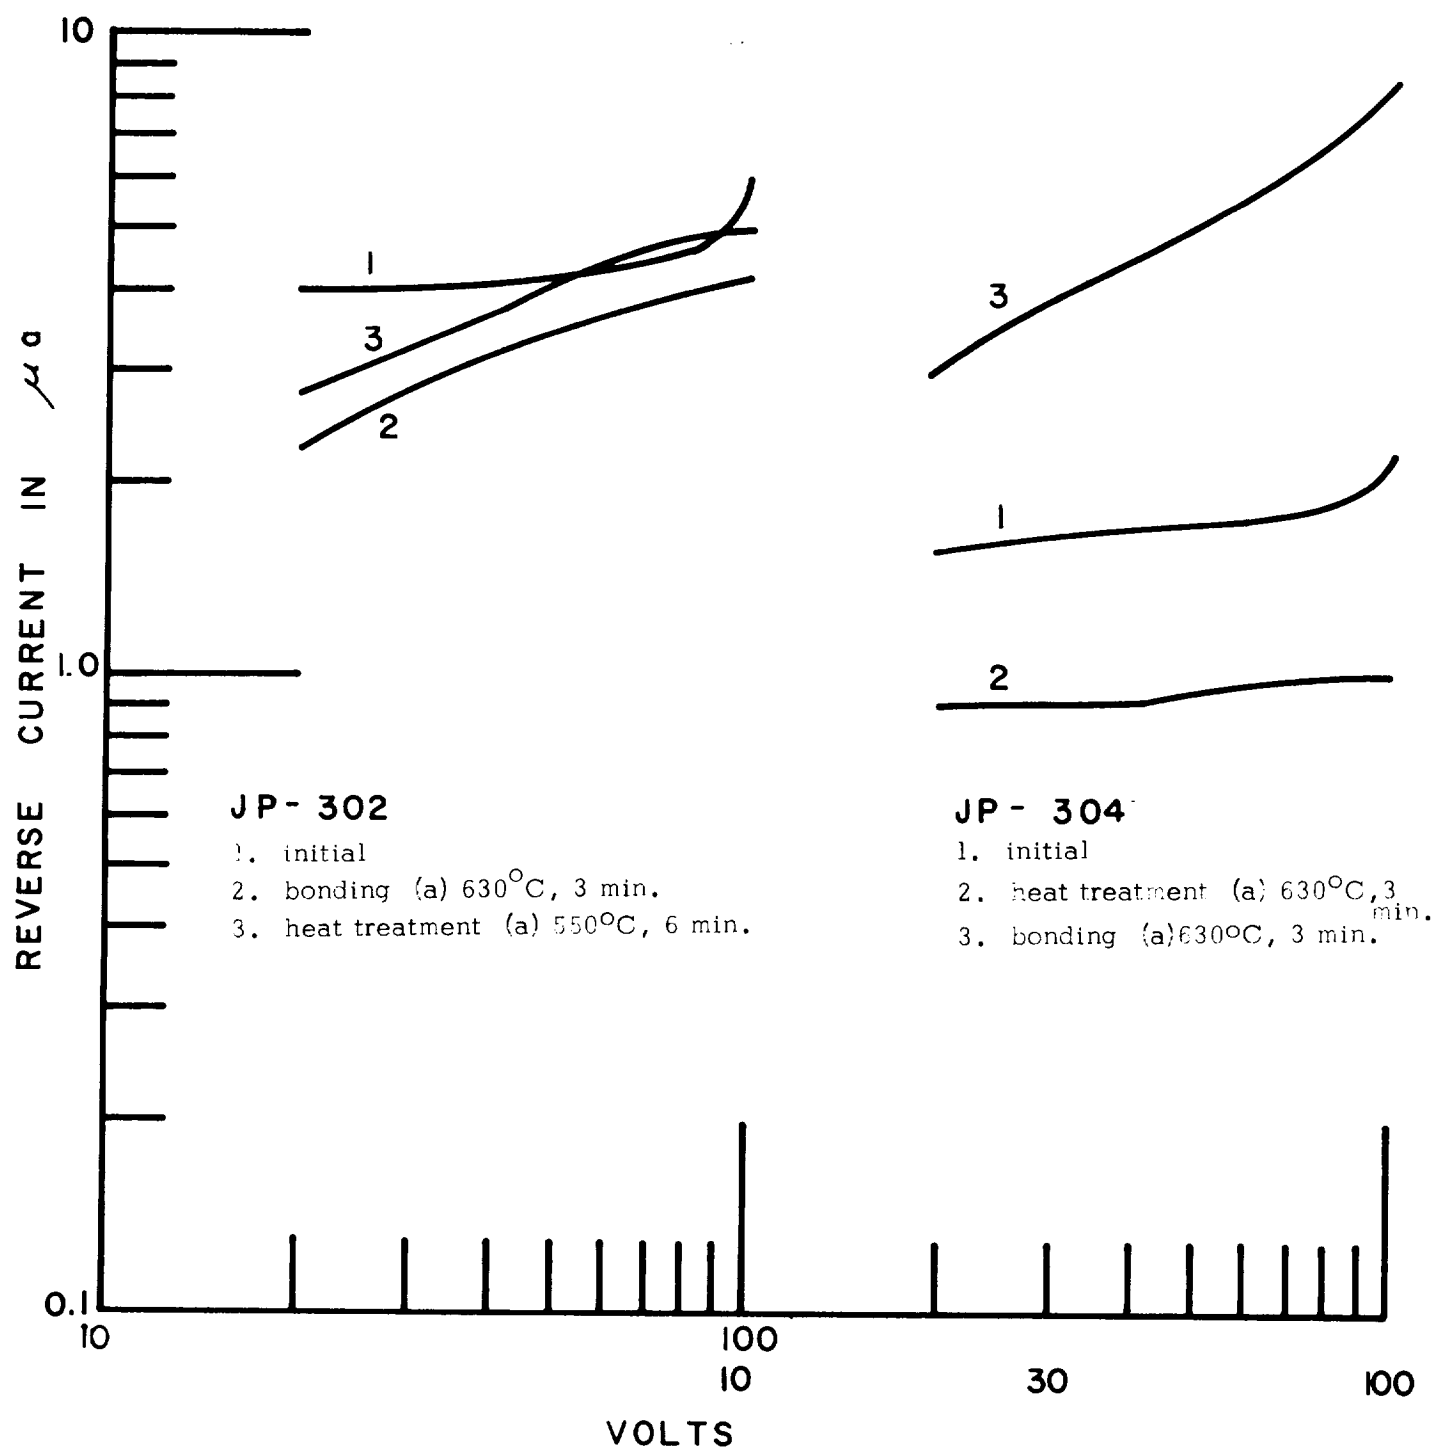 10
1
3
2
3
1
2
1.0
REVERSE CURRENT IN μa
JP- 302
1. initial
2. bonding (a) 630°C, 3 min.
3. heat treatment (a) 550°C, 6 min.
JP- 304
1. initial
2. heat treatment (a) 630°C, 3 min.
3. bonding (a) 630°C, 3 min.
0.1
10 100
10 30 100
VOLTS